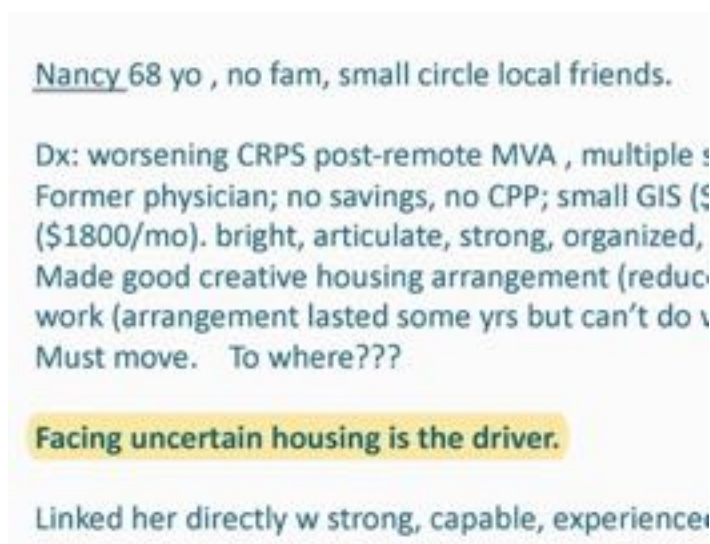 Nancy 68 yo , no fam, small circle local friends.
Dx: worsening CRPS post-remote MVA , multiple
Former physician; no savings, no CPP; small GIS ($
($1800/mo). bright, articulate, strong, organized,
Made good creative housing arrangement
work (arrangement lasted some yrs but can't do
Must move. To where???
Facing uncertain housing is the driver.
Linked her directly w strong, capable,